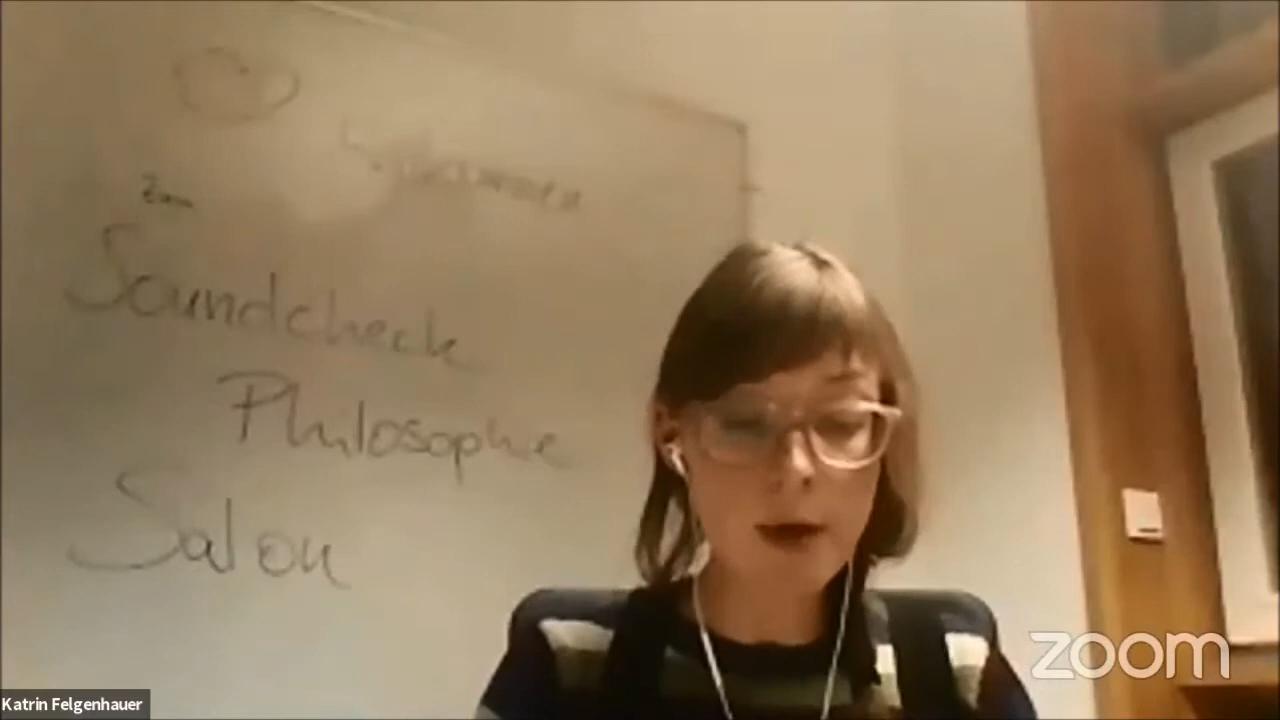 Zum
Soundcheck
Philosophie
Salon
zoom
Katrin Felgenhauer